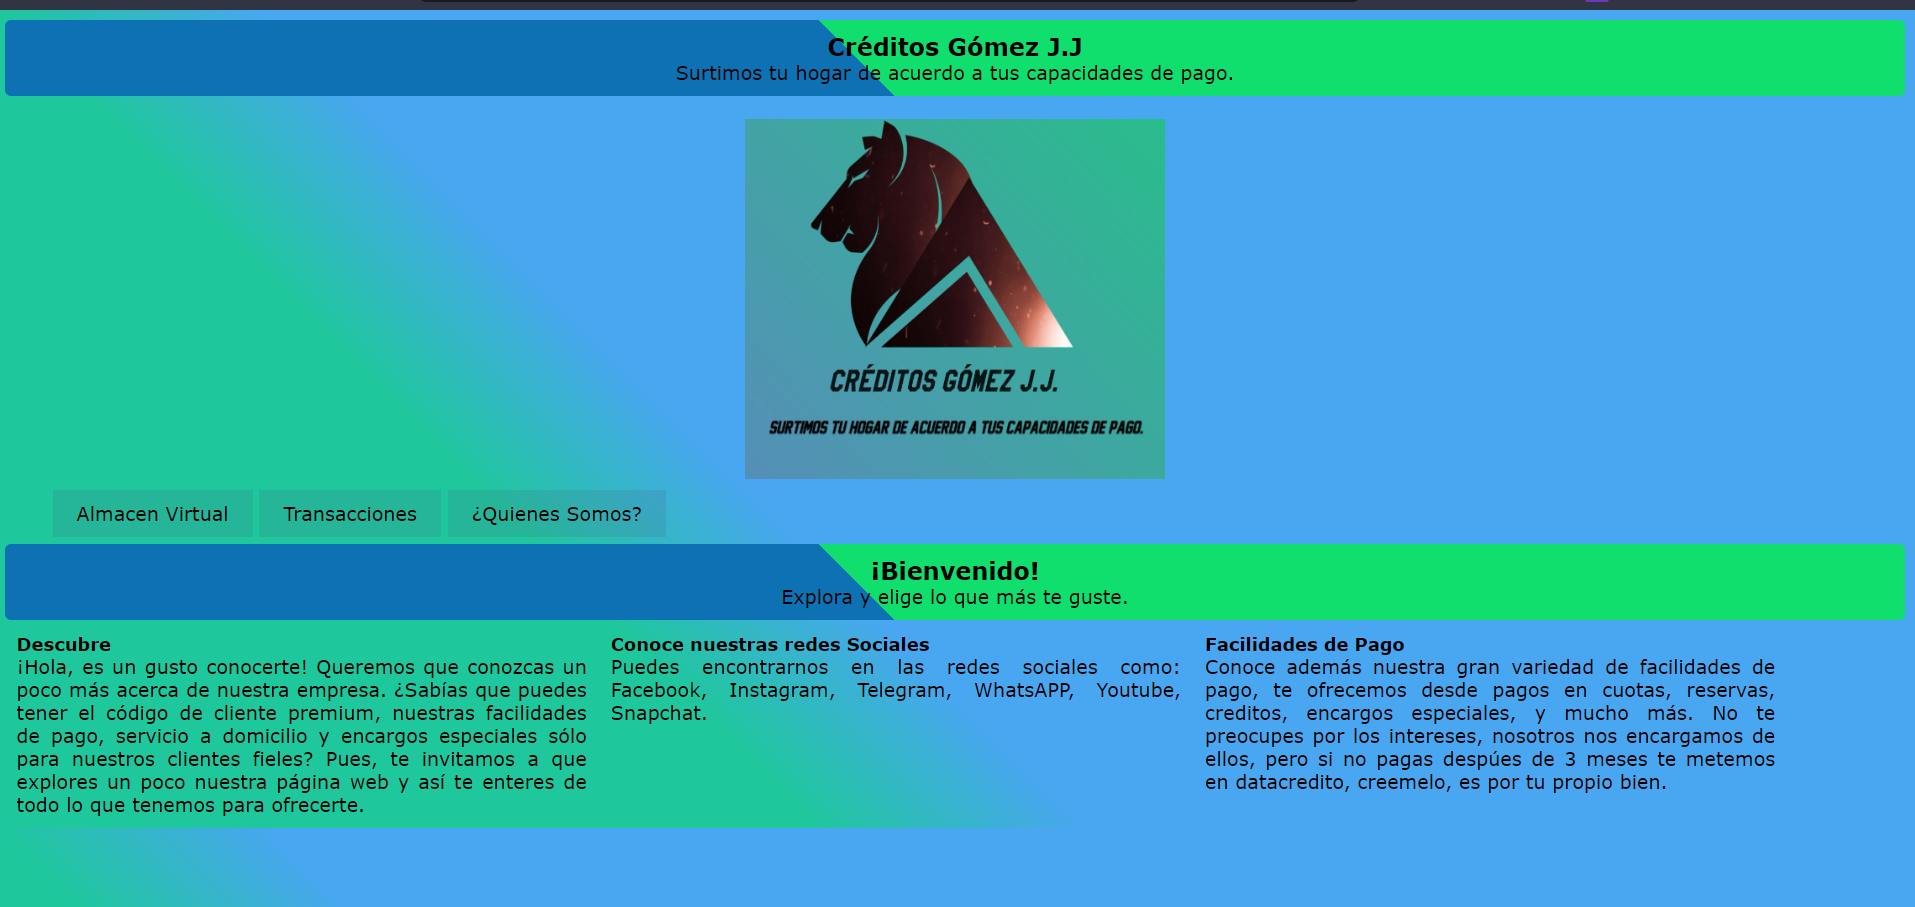 Créditos Gómez J.J
Surtimos tu hogar de acuerdo a tus capacidades de pago.
CRÉDITOS GÓMEZ J.J.
SURTIMOS TU HOGAR DE ACUERDO A TUS CAPACIDADES DE PAGO.
Almacen Virtual
Transacciones
¿Quienes Somos?
¡Bienvenido!
Explora y elige lo que más te guste.
Descubre
¡Hola, es un gusto conocerte! Queremos que conozcas un
poco más acerca de nuestra empresa. ¿Sabías que puedes
tener el código de cliente premium, nuestras facilidades
de pago, servicio a domicilio y encargos especiales sólo
para nuestros clientes fieles? Pues, te invitamos a que
explores un poco nuestra página web y así te enteres de
todo lo que tenemos para ofrecerte.
Conoce nuestras redes Sociales
Puedes encontrarnos en las redes sociales como:
Facebook, Instagram, Telegram, WhatsAPP, Youtube,
Snapchat.
Facilidades de Pago
Conoce además nuestra gran variedad de facilidades de
pago, te ofrecemos desde pagos en cuotas, reservas,
creditos, encargos especiales, y mucho más. No te
preocupes por los intereses, nosotros nos encargamos de
ellos, pero si no pagas despúes de 3 meses te metemos
en datacredito, creemelo, es por tu propio bien.